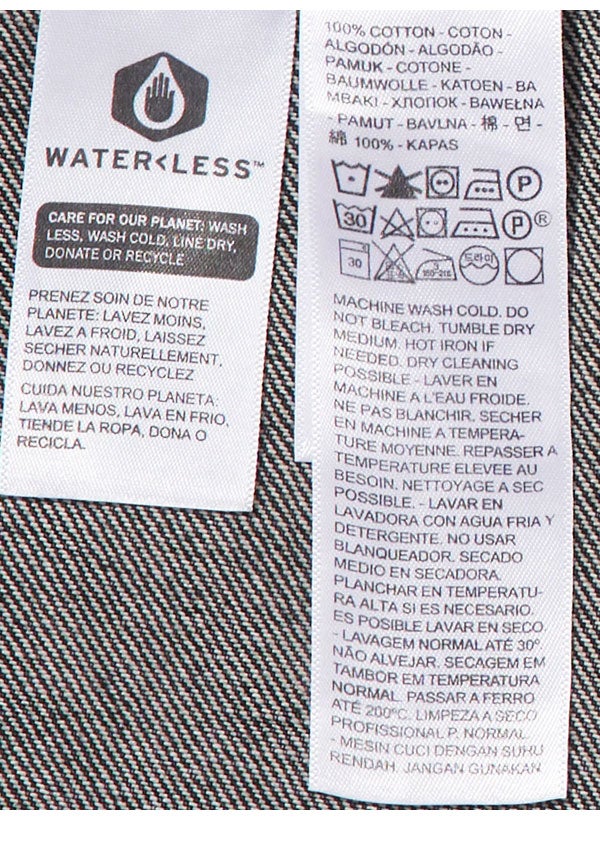 WATER<LESS™
CARE FOR OUR PLANET: WASH
LESS, WASH COLD, LINE DRY,
DONATE OR RECYCLE
PRENEZ SOIN DE NOTRE
PLANETE: LAVEZ MOINS,
LAVEZ A FROID, LAISSEZ
SECHER NATURELLEMENT,
DONNEZ OU RECYCLEZ
CUIDA NUESTRO PLANETA:
LAVA MENOS, LAVA EN FRIO,
TIENDE LA ROPA, DONA O
RECICLA.
100% COTTON - COTON -
ALGODÓN - ALGODÃO -
PAMUK - COTONE -
BAUMWOLLE - KATOEN - BA
MBAKI - ХЛОПОК - BAWEŁNA
- PAMUT - BAVLNA - 棉 - 면 -
綿 100% - KAPAS
P
30 P ®
30 150-210 드라이
MACHINE WASH COLD. DO
NOT BLEACH. TUMBLE DRY
MEDIUM. HOT IRON IF
NEEDED. DRY CLEANING
POSSIBLE - LAVER EN
MACHINE A L'EAU FROIDE.
NE PAS BLANCHIR. SECHER
EN MACHINE A TEMPERA-
TURE MOYENNE. REPASSER A
TEMPERATURE ELEVEE AU
BESOIN. NETTOYAGE A SEC
POSSIBLE. - LAVAR EN
LAVADORA CON AGUA FRIA Y
DETERGENTE. NO USAR
BLANQUEADOR. SECADO
MEDIO EN SECADORA.
PLANCHAR EN TEMPERATU-
RA ALTA SI ES NECESARIO.
ES POSIBLE LAVAR EN SECO.
- LAVAGEM NORMAL ATÉ 30º.
NÃO ALVEJAR. SECAGEM EM
TAMBOR EM TEMPERATURA
NORMAL. PASSAR A FERRO
ATÉ 200ºC. LIMPEZA A SECO
PROFISSIONAL P. NORMAL.
- MESIN CUCI DENGAN SUHU
RENDAH. JANGAN GUNAKAN